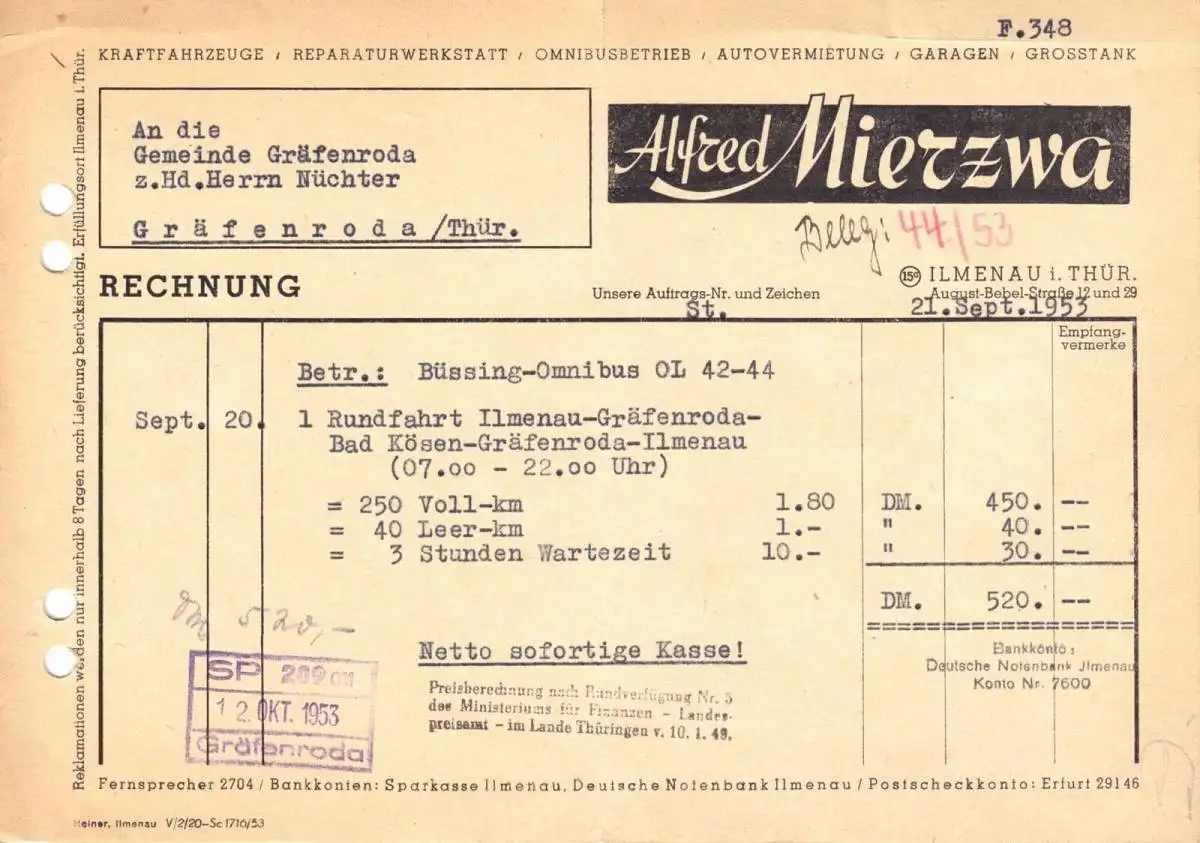 F.348
KRAFTFAHRZEUGE / REPARATURWERKSTATT / OMNIBUSBETRIEB / AUTOVERMIETUNG / GARAGEN / GROSSTANK
An die
Gemeinde Gräfenroda
z.Hd.Herrn Nüchter
Gräfenroda/Thür.
Alfred Mierzwa
Beleg: 44/53
RECHNUNG
Unsere Auftrags-Nr. und Zeichen
St.
15a ILMENAU i. THÜR.
August-Bebel-Straße 12 und 29
21.Sept.1953
Empfang-
vermerke
Betr.: Büssing-Omnibus OL 42-44
Sept. 20. 1 Rundfahrt Ilmenau-Gräfenroda-
Bad Kösen-Gräfenroda-Ilmenau
(07.00 - 22.00 Uhr)
= 250 Voll-km 1.80 DM. 450. --
= 40 Leer-km 1.- " 40. --
= 3 Stunden Wartezeit 10.- " 30. --
DM. 520. --
DM 520,-
Netto sofortige Kasse!
Bankkonto:
Deutsche Notenbank Jlmenau
Konto Nr. 7600
Preisberechnung nach Rundverfügung Nr. 3
des Ministeriums für Finanzen - Landes-
preisamt - im Lande Thüringen v. 10. 1. 49.
SP 209
12. OKT. 1953
Gräfenroda
Reklamationen werden nur innerhalb 8 Tagen nach Lieferung berücksichtigt. Erfüllungsort Ilmenau i. Thür.
Fernsprecher 2704 / Bankkonten: Sparkasse Ilmenau, Deutsche Notenbank Ilmenau / Postscheckkonto: Erfurt 29146
Heiner, Ilmenau V/2/20-Sc 1716/53